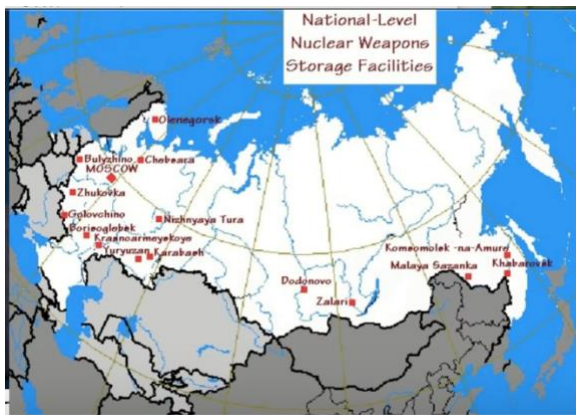 National-Level
Nuclear Weapons
Storage Facilities
Olenegorsk
Bulyzhino
Chebsara
MOSCOW
Zhukovka
Golovchino
Nizhnyaya Tura
Borisoglebsk
Krasnoarmeyskoye
Yuryuzan
Karabash
Komsomolsk -na-Amure
Dodonovo
Malaya Sazanka
Khabarovsk
Zalari